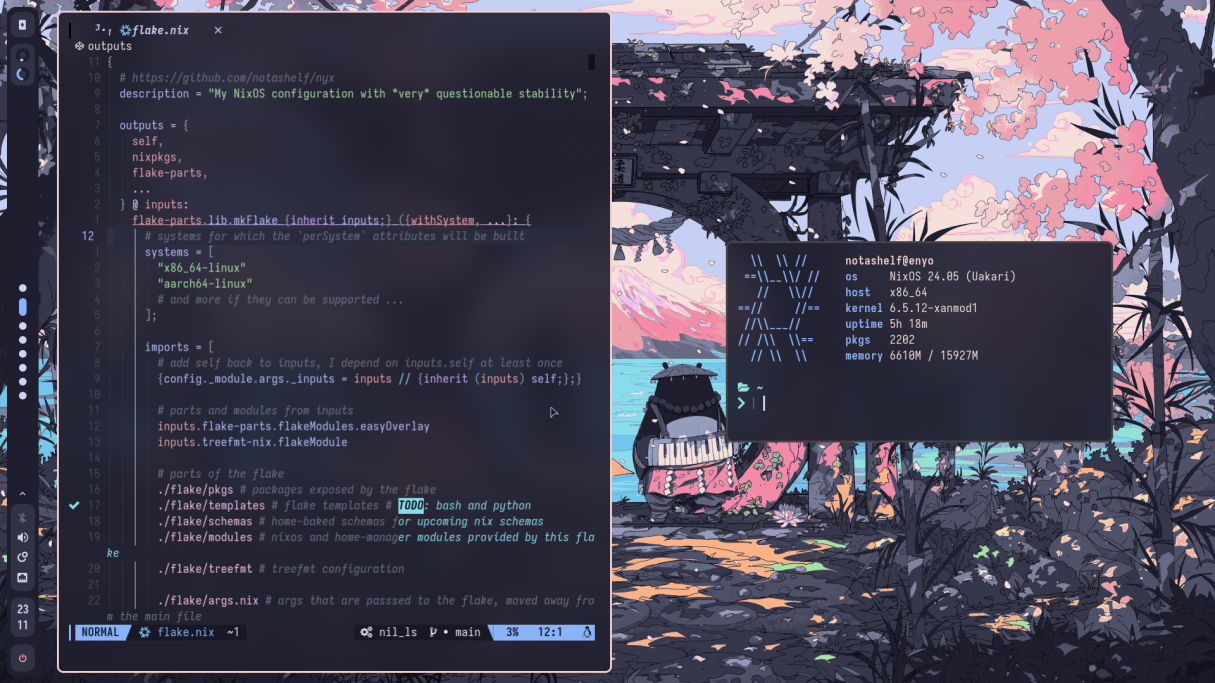 flake.nix ✕
outputs
11 {
10 # https://github.com/notashelf/nyx
9 description = "My NixOS configuration with *very* questionable stability";
8
7 outputs = {
6 self,
5 nixpkgs,
4 flake-parts,
3 ...
2 } @ inputs:
1 flake-parts.lib.mkFlake {inherit inputs;} ({withSystem, ...}: {
12 # systems for which the `perSystem` attributes will be built
1 systems = [
2 "x86_64-linux"
3 "aarch64-linux"
4 # and more if they can be supported ...
5 ];
6
7 imports = [
8 # add self back to inputs, I depend on inputs.self at least once
9 {config._module.args._inputs = inputs // {inherit (inputs) self;};}
10
11 # parts and modules from inputs
12 inputs.flake-parts.flakeModules.easyOverlay
13 inputs.treefmt-nix.flakeModule
14
15 # parts of the flake
16 ./flake/pkgs # packages exposed by the flake
17 ./flake/templates # flake templates # TODO: bash and python
18 ./flake/schemas # home-baked schemas for upcoming nix schemas
19 ./flake/modules # nixos and home-manager modules provided by this fla
ke
20 ./flake/treefmt # treefmt configuration
21
22 ./flake/args.nix # args that are passsed to the flake, moved away fro
m the main file
NORMAL flake.nix ~1 nil_ls • main 3% 12:1
23
11
\\ \\ // notashelf@enyo
==\\__\\/ // os NixOS 24.05 (Uakari)
// \\// host x86_64
==// //== kernel 6.5.12-xanmod1
//\\___// uptime 5h 18m
// /\\ \\== pkgs 2202
// \\ \\ memory 6610M / 15927M
~
❯
柔道